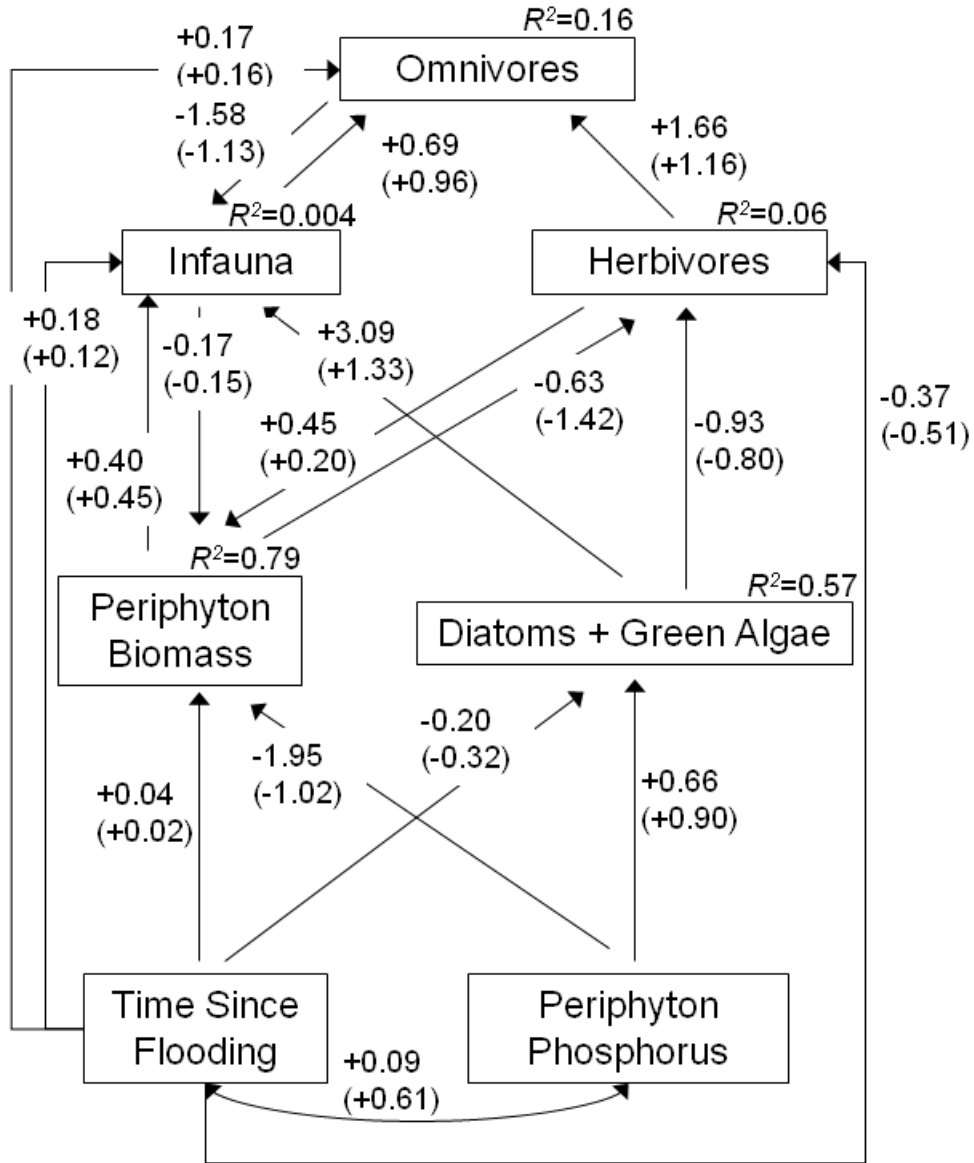 R²=0.16
+0.17
(+0.16)
Omnivores
-1.58
(-1.13)
+0.69
(+0.96)
+1.66
(+1.16)
R²=0.004
R²=0.06
Infauna
Herbivores
+0.18
(+0.12)
-0.17
(-0.15)
+3.09
(+1.33)
-0.63
(-1.42)
-0.37
(-0.51)
+0.45
(+0.20)
-0.93
(-0.80)
+0.40
(+0.45)
R²=0.79
R²=0.57
Periphyton
Biomass
Diatoms + Green Algae
-0.20
(-0.32)
-1.95
(-1.02)
+0.04
(+0.02)
+0.66
(+0.90)
Time Since
Flooding
Periphyton
Phosphorus
+0.09
(+0.61)